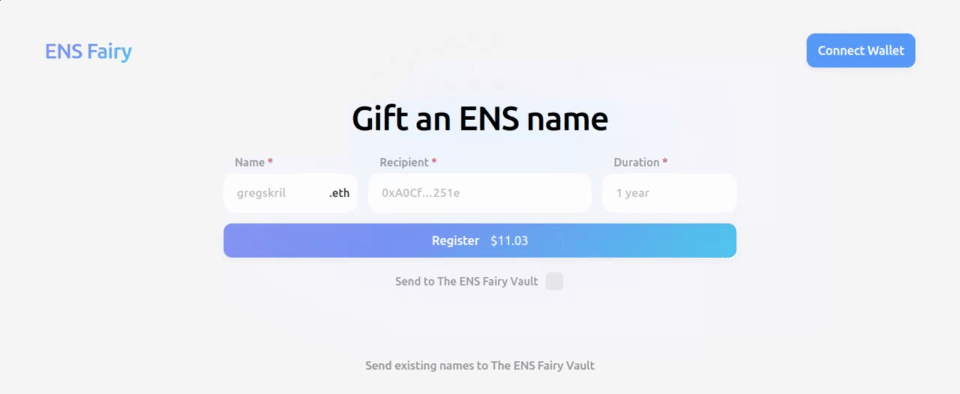 ENS Fairy
Connect Wallet
Gift an ENS name
Name *
Recipient *
Duration *
gregskril
.eth
0xA0Cf...251e
1 year
Register $11.03
Send to The ENS Fairy Vault
Send existing names to The ENS Fairy Vault